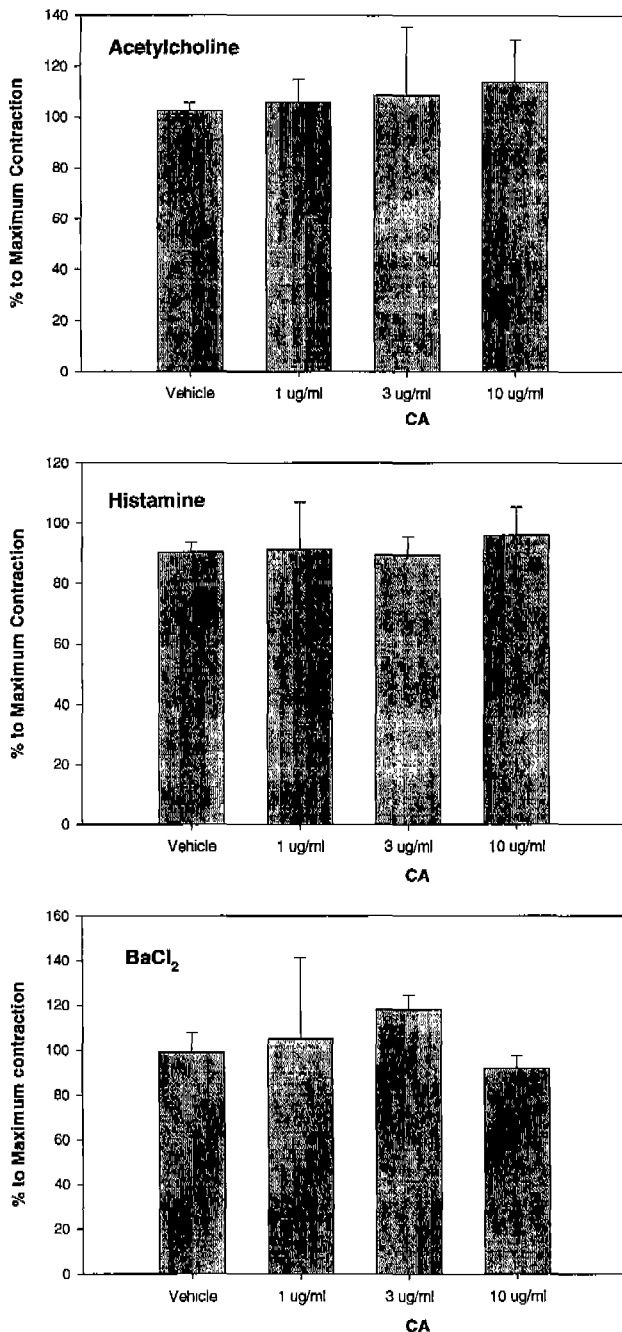 Acetylcholine
% to Maximum Contraction
140
120
100
80
60
40
20
0
Vehicle 1 ug/ml 3 ug/ml 10 ug/ml
CA
Histamine
% to Maximum Contraction
120
100
80
60
40
20
0
Vehicle 1 ug/ml 3 ug/ml 10 ug/ml
CA
BaCl₂
% to Maximum contraction
160
140
120
100
80
60
40
20
0
Vehicle 1 ug/ml 3 ug/ml 10 ug/ml
CA